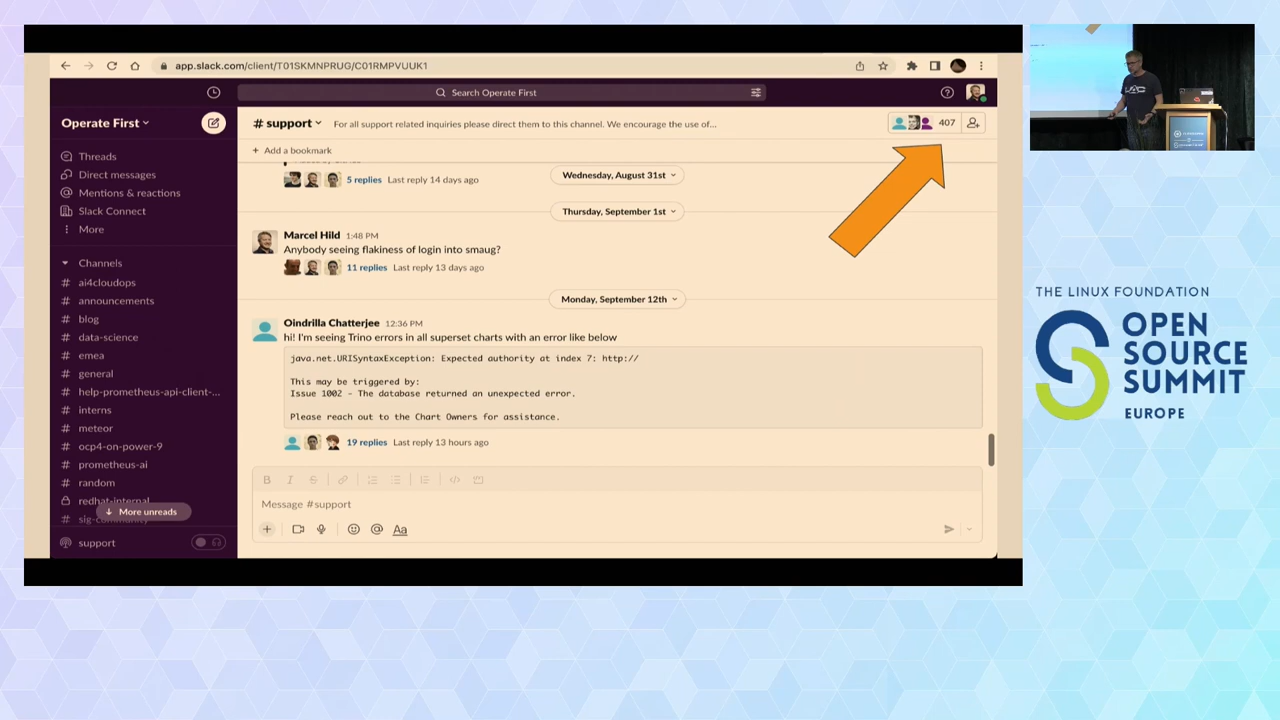 app.slack.com/client/T01SKMNPRUG/C01RMPVUUK1
Search Operate First
Operate First
# support
For all support related inquiries please direct them to this channel. We encourage the use of...
407
+ Add a bookmark
Threads
Direct messages
Mentions & reactions
Slack Connect
More
Channels
# ai4cloudops
# announcements
# blog
# data-science
# emea
# general
# help-prometheus-api-client-...
# interns
# meteor
# ocp4-on-power-9
# prometheus-ai
# random
redhat-internal
More unreads
support
5 replies Last reply 14 days ago
Wednesday, August 31st
Thursday, September 1st
Marcel Hild 1:48 PM
Anybody seeing flakiness of login into smaug?
11 replies Last reply 13 days ago
Monday, September 12th
Oindrilla Chatterjee 12:36 PM
hi! I'm seeing Trino errors in all superset charts with an error like below
java.net.URISyntaxException: Expected authority at index 7: http://
This may be triggered by:
Issue 1002 - The database returned an unexpected error.
Please reach out to the Chart Owners for assistance.
19 replies Last reply 13 hours ago
B I S
Message #support
Aa
THE LINUX FOUNDATION
OPEN
SOURCE
SUMMIT
EUROPE